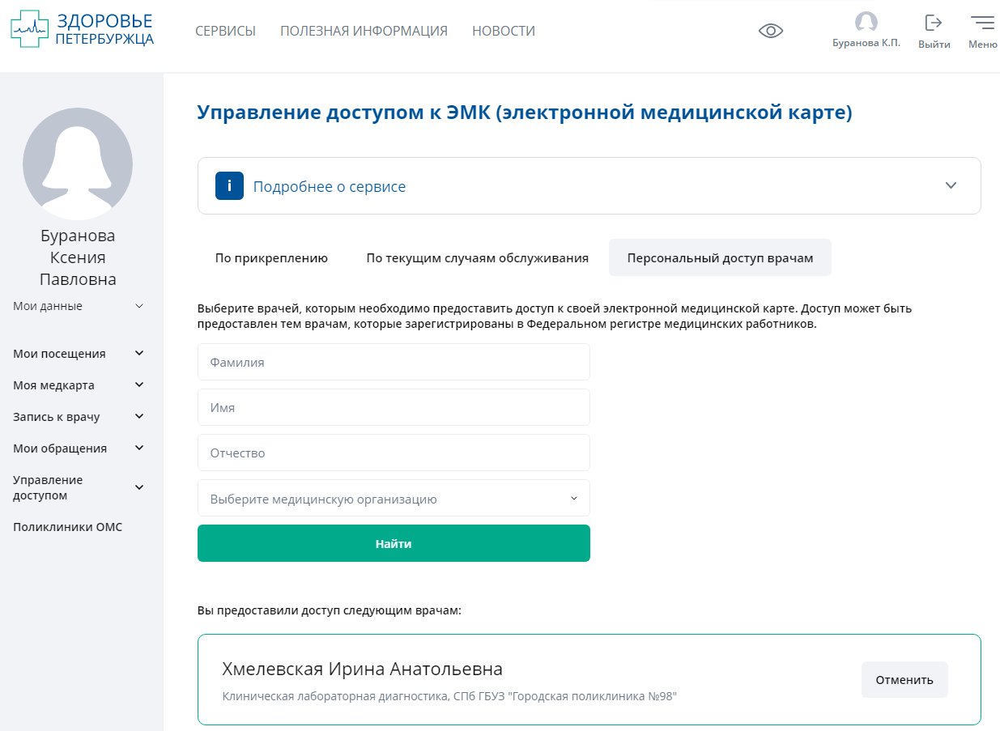 ЗДОРОВЬЕ
ПЕТЕРБУРЖЦА
СЕРВИСЫ
ПОЛЕЗНАЯ ИНФОРМАЦИЯ
НОВОСТИ
Буранова К.П.
Выйти
Меню
Буранова
Ксения
Павловна
Мои данные
Мои посещения
Моя медкарта
Запись к врачу
Мои обращения
Управление
доступом
Поликлиники ОМС
Управление доступом к ЭМК (электронной медицинской карте)
i
Подробнее о сервисе
По прикреплению
По текущим случаям обслуживания
Персональный доступ врачам
Выберите врачей, которым необходимо предоставить доступ к своей электронной медицинской карте. Доступ может быть
предоставлен тем врачам, которые зарегистрированы в Федеральном регистре медицинских работников.
Фамилия
Имя
Отчество
Выберите медицинскую организацию
Найти
Вы предоставили доступ следующим врачам:
Хмелевская Ирина Анатольевна
Клиническая лабораторная диагностика, СПб ГБУЗ "Городская поликлиника №98"
Отменить